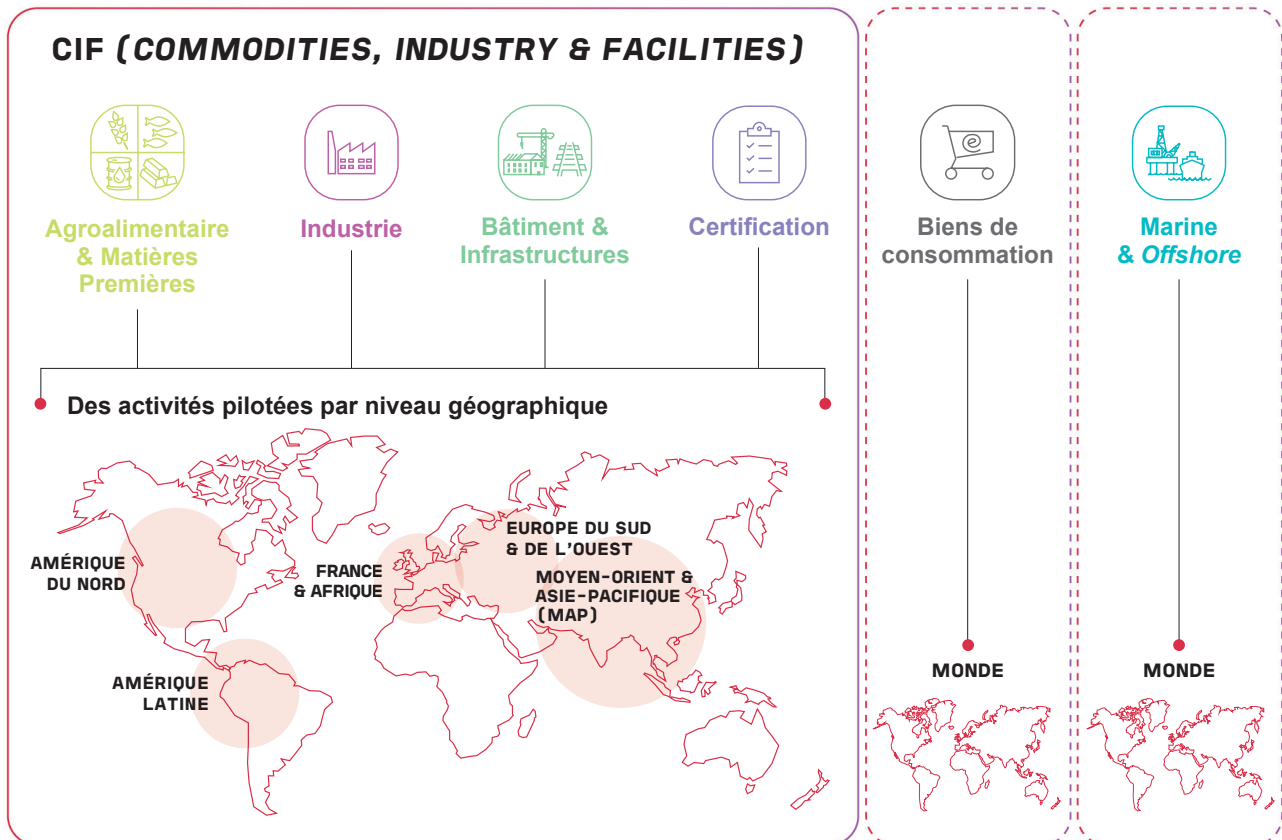 CIF (COMMODITIES, INDUSTRY & FACILITIES)
Agroalimentaire
& Matières
Premières
Industrie
Bâtiment &
Infrastructures
Certification
Biens de
consommation
Marine
& Offshore
Des activités pilotées par niveau géographique
AMÉRIQUE
DU NORD
FRANCE
& AFRIQUE
EUROPE DU SUD
& DE L'OUEST
MOYEN-ORIENT &
ASIE-PACIFIQUE
(MAP)
AMÉRIQUE
LATINE
MONDE
MONDE